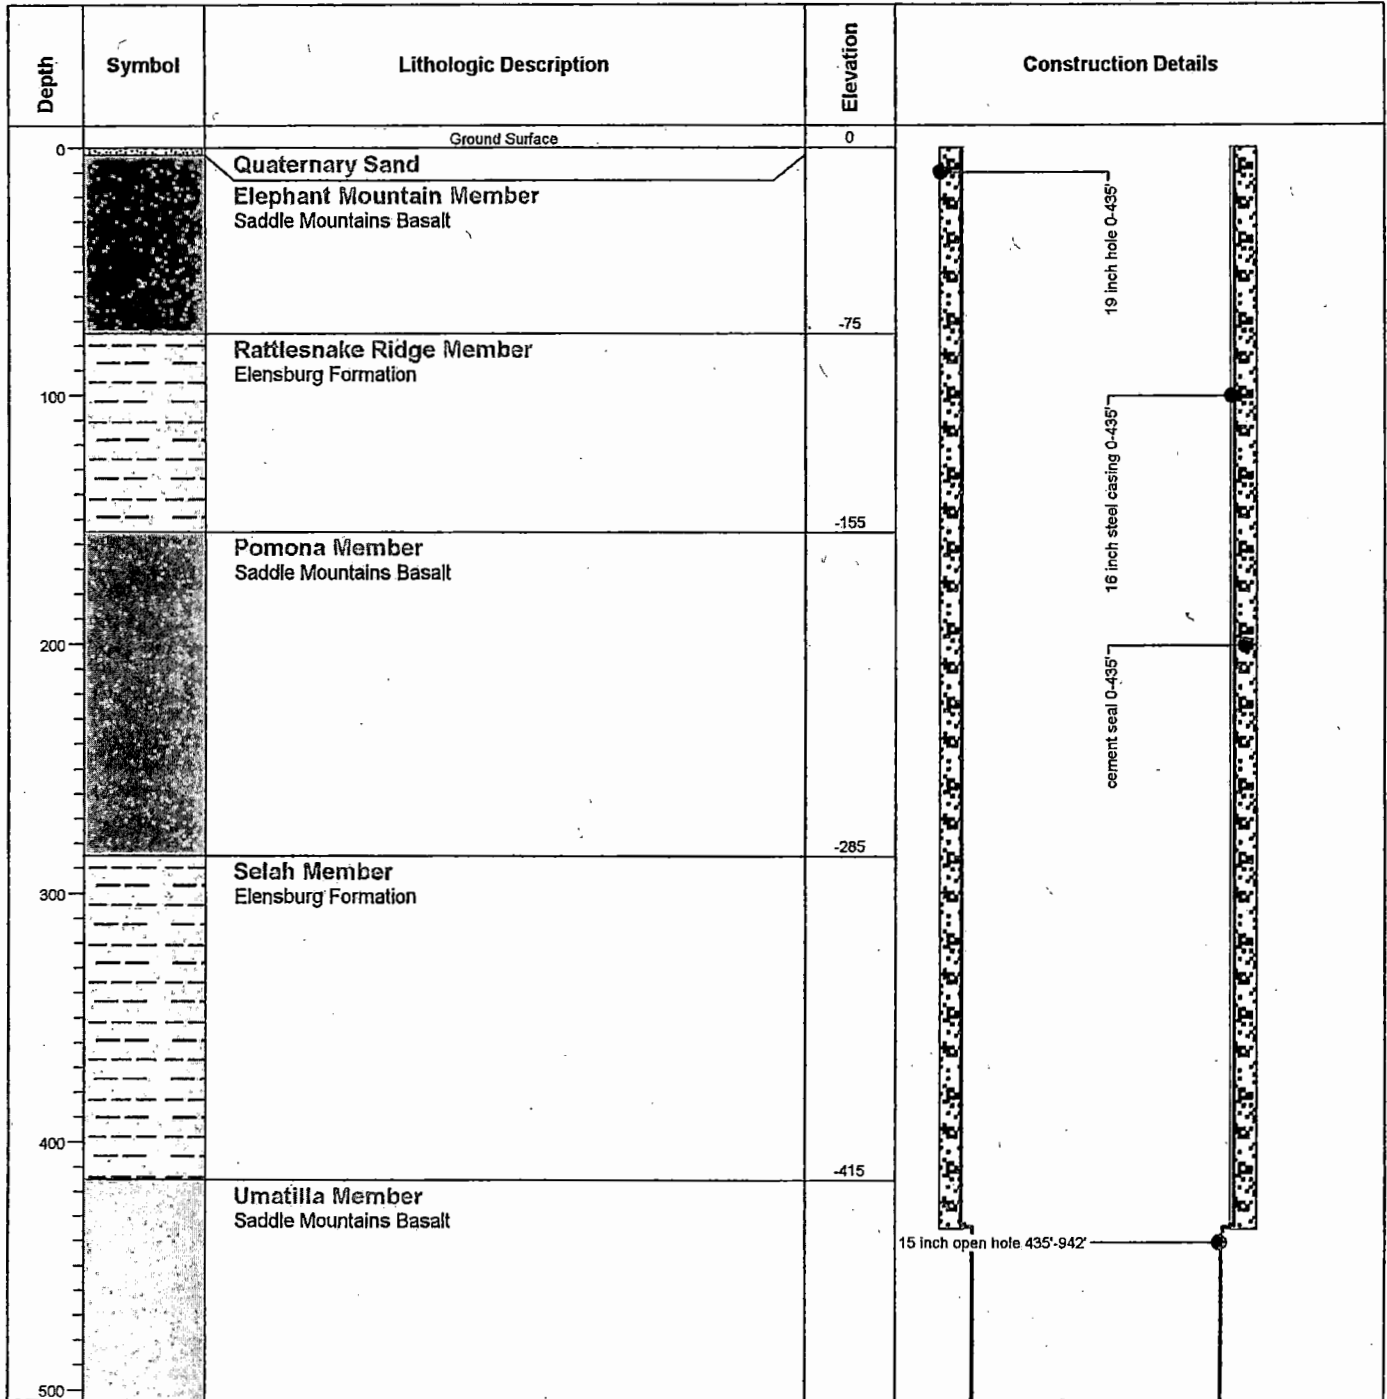 Depth
Symbol
Lithologic Description
Elevation
Construction Details
Ground Surface
0
0
Quaternary Sand
Elephant Mountain Member
Saddle Mountains Basalt
19 inch hole 0-435'
-75
Rattlesnake Ridge Member
Elensburg Formation
100
16 inch steel casing 0-435'
-155
Pomona Member
Saddle Mountains Basalt
200
cement seal 0-435'
-285
Selah Member
Elensburg Formation
300
400
-415
Umatilla Member
Saddle Mountains Basalt
15 inch open hole 435'-942'
500